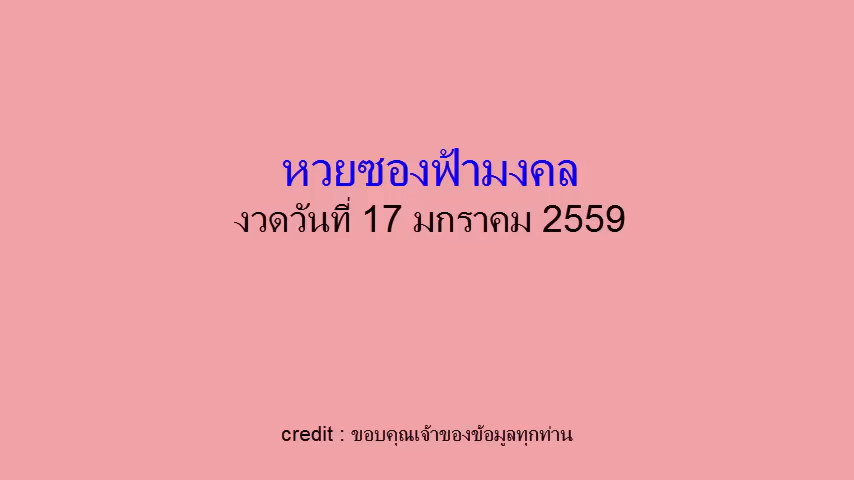 หวยซองฟ้ามงคล
งวดวันที่ 17 มกราคม 2559
credit : ขอบคุณเจ้าของข้อมูลทุกท่าน